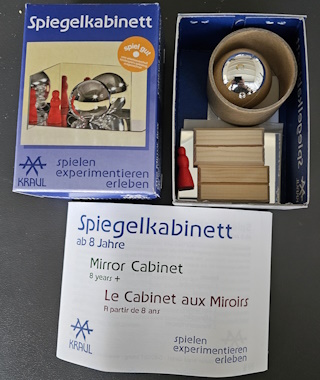 Spiegelkabinett
spiel gut
KRAUL
spielen
experimentieren
erleben
Spiegelkabinett
ab 8 Jahre
Mirror Cabinet
8 years +
Le Cabinet aux Miroirs
A partir de 8 ans
KRAUL
spielen
experimentieren
erleben